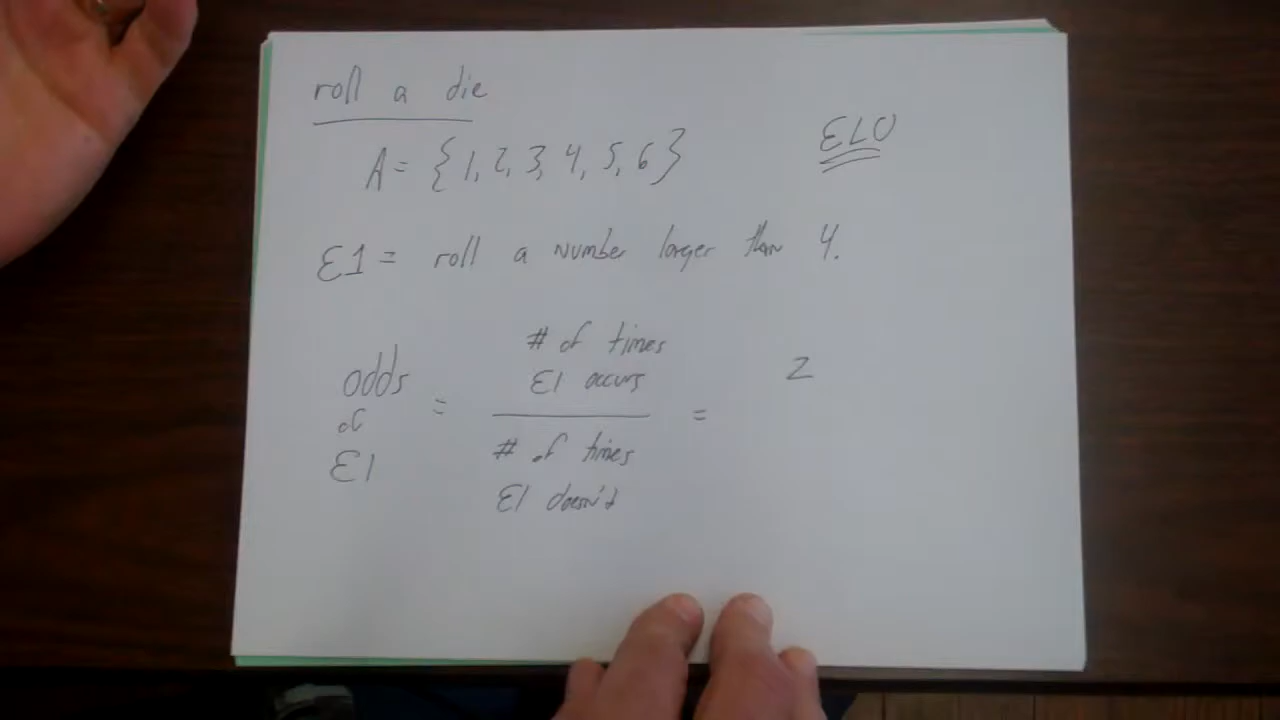 roll a die
A = {1, 2, 3, 4, 5, 6}
ELO
E1 = roll a number larger than 4.
odds of E1 = # of times E1 occurs / # of times E1 doesn't = 2